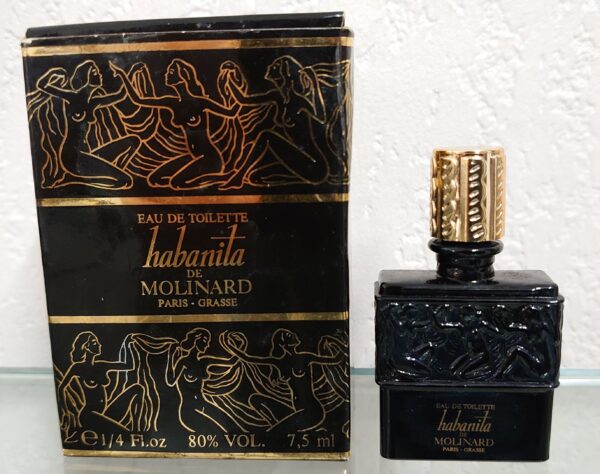 EAU DE TOILETTE
habanita
DE
MOLINARD
PARIS - GRASSE
e 1/4 Fl.oz 80% VOL. 7,5 ml
EAU DE TOILETTE
habanita
DE
MOLINARD
PARIS - GRASSE